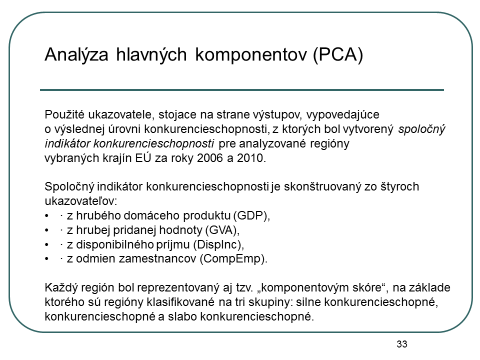 Analýza hlavných komponentov (PCA)
Použité ukazovatele, stojace na strane výstupov, vypovedajúce
o výslednej úrovni konkurencieschopnosti, z ktorých bol vytvorený spoločný
indikátor konkurencieschopnosti pre analyzované regióny
vybraných krajín EÚ za roky 2006 a 2010.
Spoločný indikátor konkurencieschopnosti je skonštruovaný zo štyroch
ukazovateľov:
• · z hrubého domáceho produktu (GDP),
• · z hrubej pridanej hodnoty (GVA),
• · z disponibilného príjmu (DispInc),
• · z odmien zamestnancov (CompEmp).
Každý región bol reprezentovaný aj tzv. „komponentovým skóre“, na základe
ktorého sú regióny klasifikované na tri skupiny: silne konkurencieschopné,
konkurencieschopné a slabo konkurencieschopné.
33